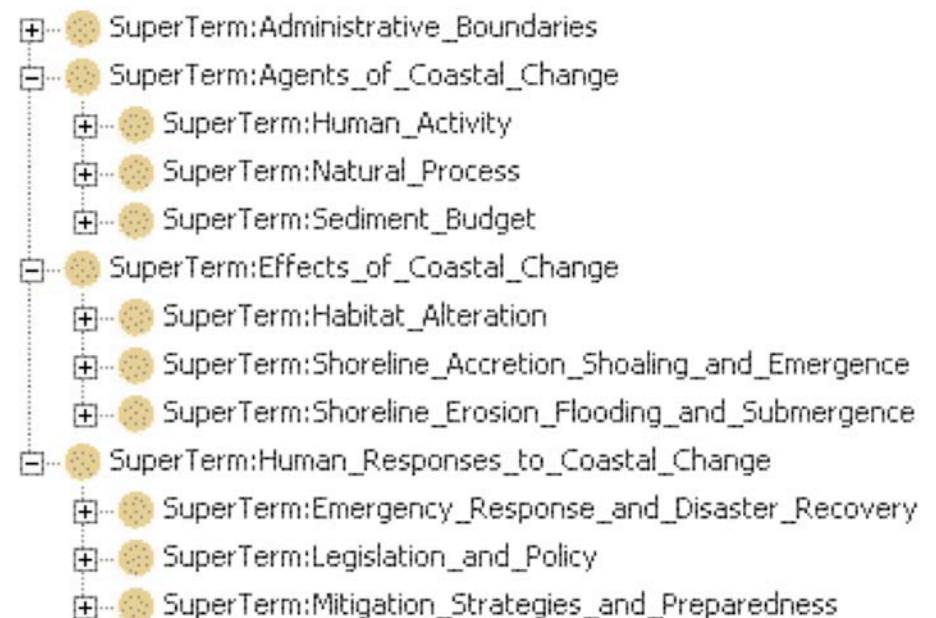 SuperTerm:Administrative_Boundaries
SuperTerm:Agents_of_Coastal_Change
SuperTerm:Human_Activity
SuperTerm:Natural_Process
SuperTerm:Sediment_Budget
SuperTerm:Effects_of_Coastal_Change
SuperTerm:Habitat_Alteration
SuperTerm:Shoreline_Accretion_Shoaling_and_Emergence
SuperTerm:Shoreline_Erosion_Flooding_and_Submergence
SuperTerm:Human_Responses_to_Coastal_Change
SuperTerm:Emergency_Response_and_Disaster_Recovery
SuperTerm:Legislation_and_Policy
SuperTerm:Mitigation_Strategies_and_Preparedness